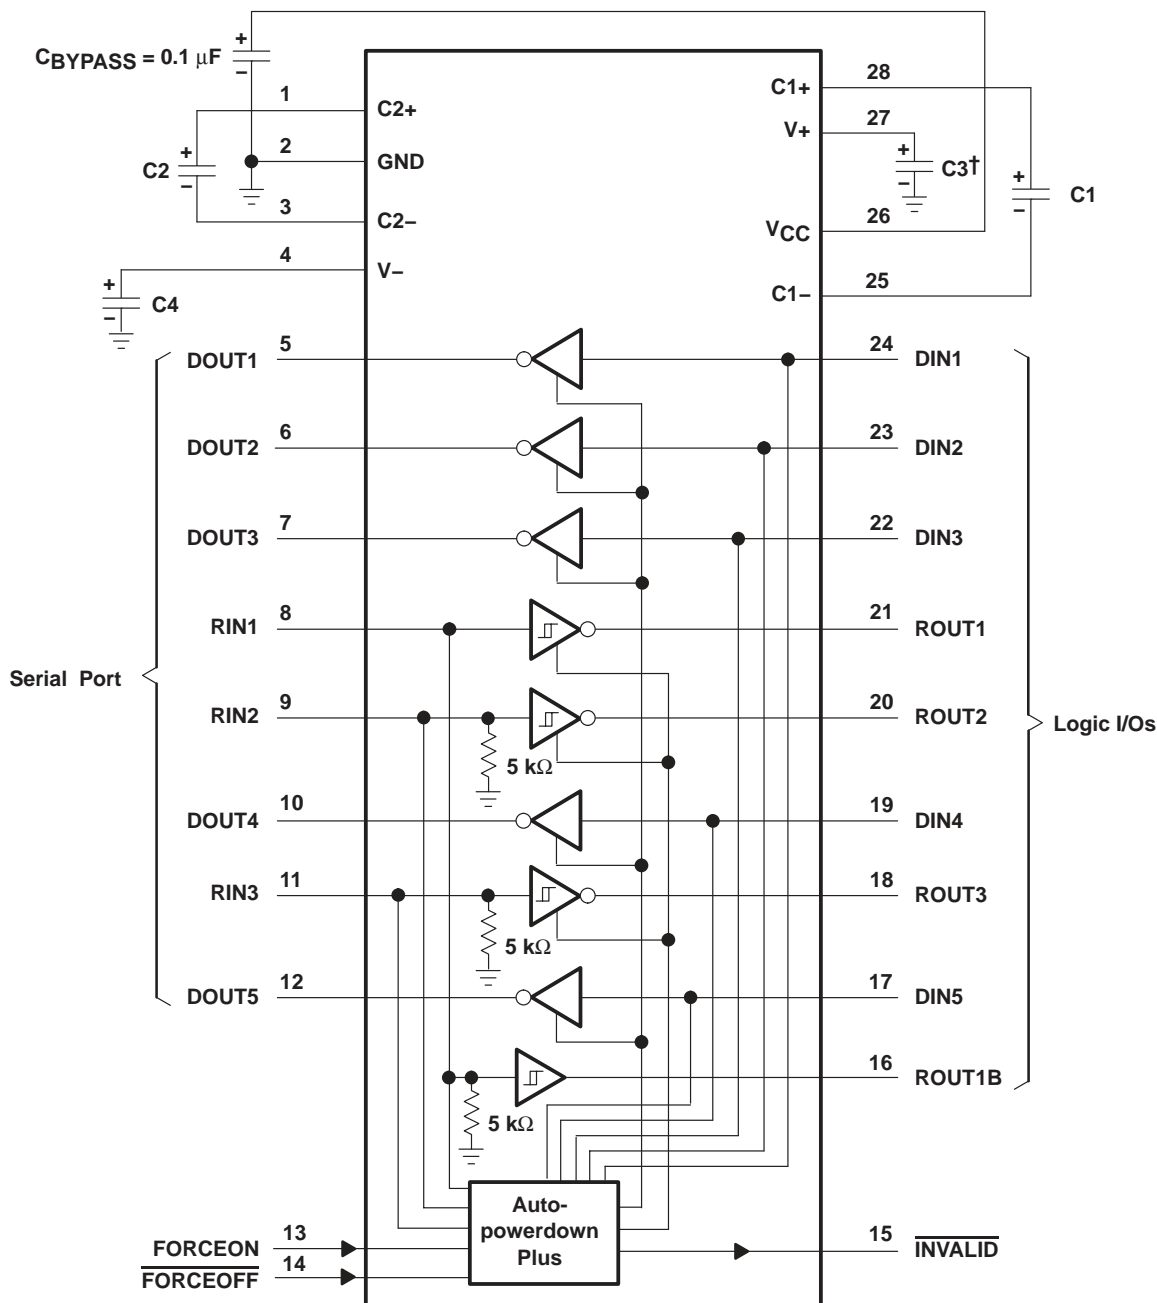 CBYPASS = 0.1 μF
+
–
1
C2+
+
C2
–
2
GND
3
C2–
4
V–
+
C4
–
28
C1+
27
V+
+
C3†
–
+
C1
–
26
VCC
25
C1–
DOUT1
5
24
DIN1
DOUT2
6
23
DIN2
DOUT3
7
22
DIN3
RIN1
8
21
ROUT1
Serial Port
RIN2
9
20
ROUT2
Logic I/Os
5 kΩ
DOUT4
10
19
DIN4
RIN3
11
18
ROUT3
5 kΩ
DOUT5
12
17
DIN5
16
ROUT1B
5 kΩ
Auto-
powerdown
Plus
FORCEON
13
15
INVALID
FORCEOFF
14